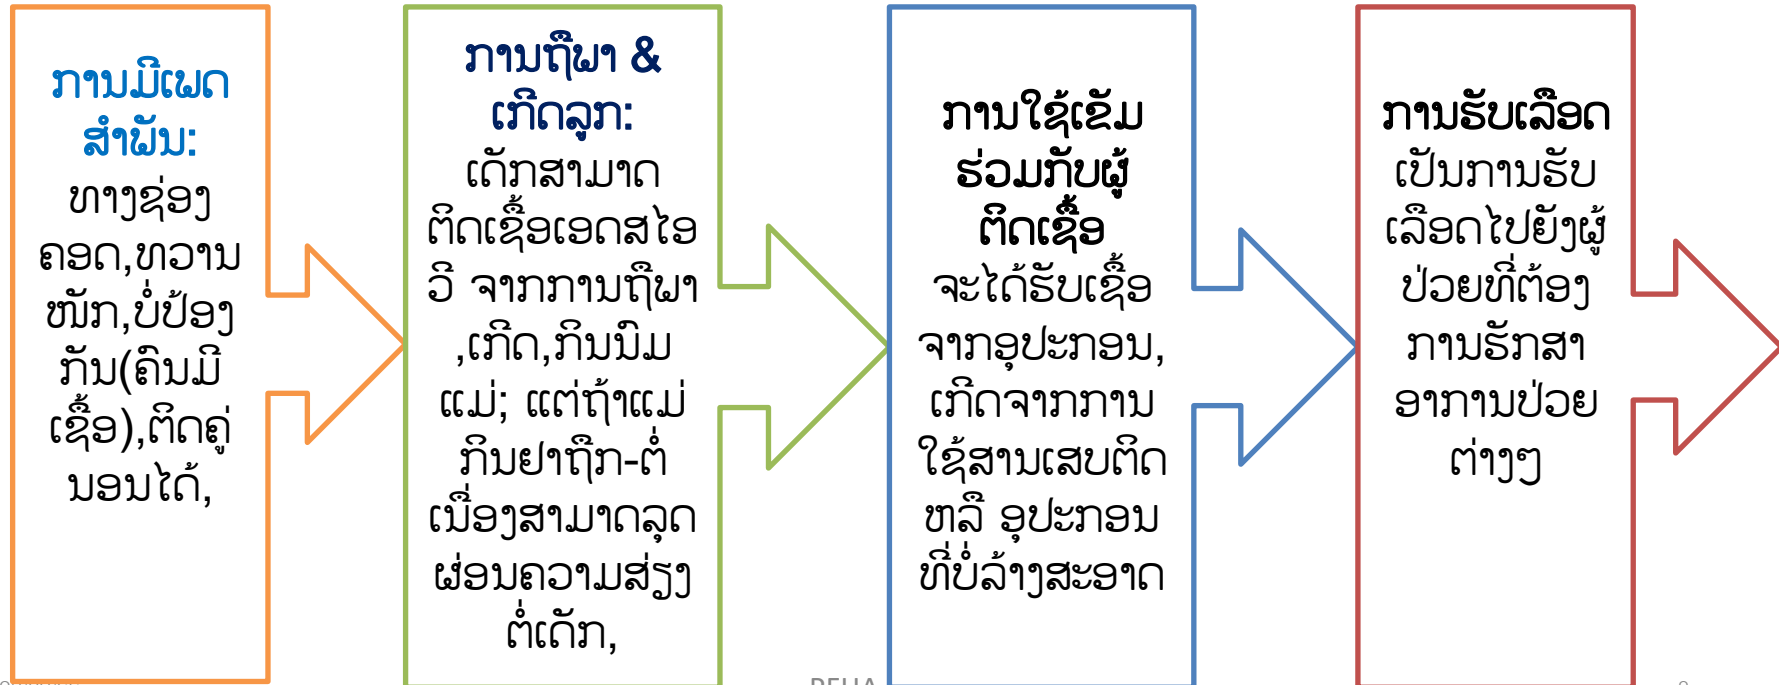 ການມີເພດ
ສຳພັນ:
ທາງຊ່ອງ
ຄອດ,ທວານ
ໜັກ,ບໍ່ປ້ອງ
ກັນ(ຄົນມີ
ເຊື້ອ),ຕິດຄູ່
ນອນໄດ້,
ການຖືພາ &
ເກີດລູກ:
ເດັກສາມາດ
ຕິດເຊື້ອເອດສໄອ
ວີ ຈາກການຖືພາ
,ເກີດ,ກິນນົມ
ແມ່; ແຕ່ຖ້າແມ່
ກິນຢາຖືກ-ຕໍ່
ເນື່ອງສາມາດລຸດ
ຜ່ອນຄວາມສ່ຽງ
ຕໍ່ເດັກ,
ການໃຊ້ເຂັມ
ຮ່ວມກັບຜູ້
ຕິດເຊື້ອ
ຈະໄດ້ຮັບເຊື້ອ
ຈາກອຸປະກອນ,
ເກີດຈາກການ
ໃຊ້ສານເສບຕິດ
ຫລື ອຸປະກອນ
ທີ່ບໍ່ລ້າງສະອາດ
ການຮັບເລືອດ
ເປັນການຮັບ
ເລືອດໄປຍັງຜູ້
ປ່ວຍທີ່ຕ້ອງ
ການຮັກສາ
ອາການປ່ວຍ
ຕ່າງໆ